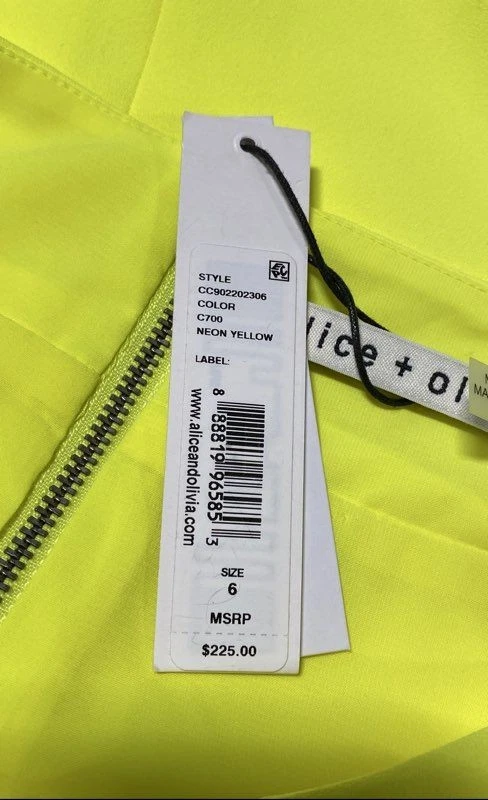 STYLE
CC902202306
COLOR
C700
NEON YELLOW
LABEL:
8 88819 96585 3
www.aliceandolivia.com
SIZE
6
MSRP
$225.00
lice + ol
MA